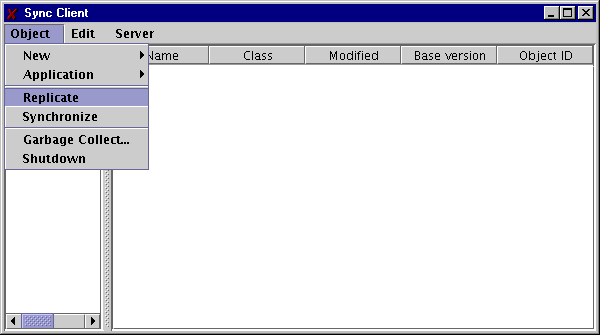 Sync Client
Object Edit Server
Name Class Modified Base version Object ID
New
Application
Replicate
Synchronize
Garbage Collect...
Shutdown